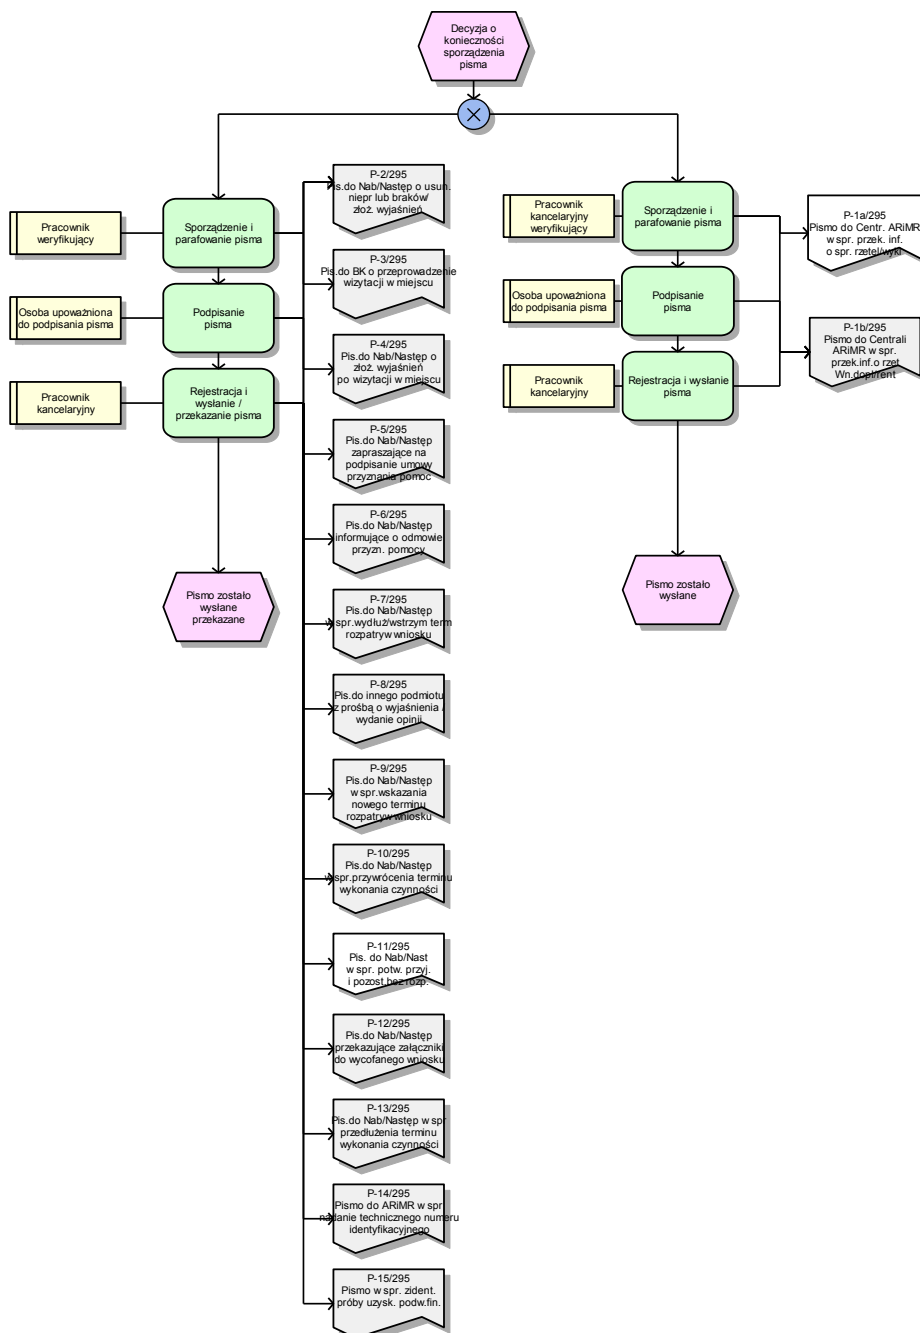 Decyzja o
konieczności
sporządzenia
pisma
Pracownik
weryfikujący
Sporządzenie i
parafowanie pisma
Osoba upoważniona
do podpisania pisma
Podpisanie
pisma
Pracownik
kancelaryjny
Rejestracja i
wysłanie /
przekazanie pisma
Pismo zostało
wysłane
przekazane
P-2/295
Pis.do Nab/Następ o usun.
niepr lub braków/
złoż. wyjaśnień
P-3/295
Pis.do BK o przeprowadzenie
wizytacji w miejscu
P-4/295
Pis.do Nab/Następ o
złoż. wyjaśnień
po wizytacji w miejscu
P-5/295
Pis.do Nab/Następ
zapraszające na
podpisanie umowy
przyznania pomoc
P-6/295
Pis.do Nab/Następ
informujące o odmowie
przyzn. pomocy
P-7/295
Pis.do Nab/Następ
w spr.wydłuż/wstrzym term
rozpatryw wniosku
P-8/295
Pis.do innego podmiotu
z prośbą o wyjaśnienia /
wydanie opinii
P-9/295
Pis.do Nab/Następ
w spr.wskazania
nowego terminu
rozpatryw wniosku
P-10/295
Pis.do Nab/Następ
w spr.przywrócenia terminu
wykonania czynności
P-11/295
Pis. do Nab/Nast
w spr. potw. przyj.
i pozost.bez rozp.
P-12/295
Pis.do Nab/Następ
przekazujące załączniki
do wycofanego wniosku
P-13/295
Pis.do Nab/Następ w spr
przedłużenia terminu
wykonania czynności
P-14/295
Pismo do ARiMR w spr.
nadanie technicznego numeru
identyfikacyjnego
P-15/295
Pismo w spr. zident.
próby uzysk. podw.fin.
Pracownik
kancelaryjny
weryfikujący
Sporządzenie i
parafowanie pisma
Osoba upoważniona
do podpisania pisma
Podpisanie
pisma
Pracownik
kancelaryjny
Rejestracja i wysłanie
pisma
Pismo zostało
wysłane
P-1a/295
Pismo do Centr. ARiMR
w spr. przek. inf.
o spr. rzetel/wyki
P-1b/295
Pismo do Centrali
ARiMR w spr.
przek.inf.o rzet
Wn.dopł/rent